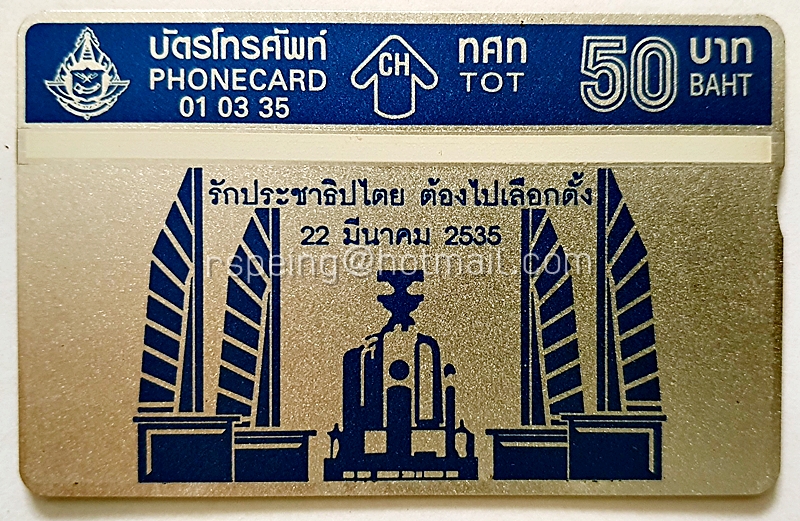 บัตรโทรศัพท์
PHONECARD
01 03 35
CH
ทศท
TOT
50 บาท
BAHT
รักประชาธิปไตย ต้องไปเลือกตั้ง
22 มีนาคม 2535
rspeing@hotmail.com